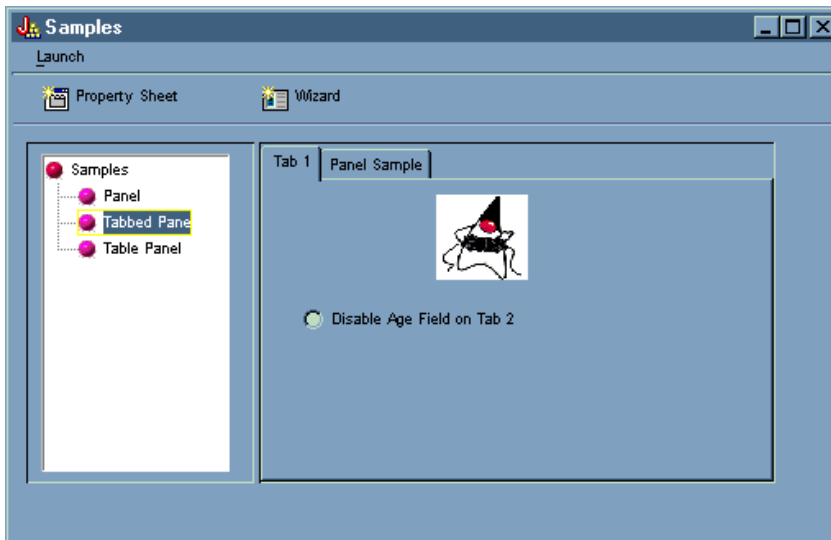 Samples
Launch
Property Sheet Wizard
Samples
Panel
Tabbed Pane
Table Panel
Tab 1 Panel Sample
Disable Age Field on Tab 2